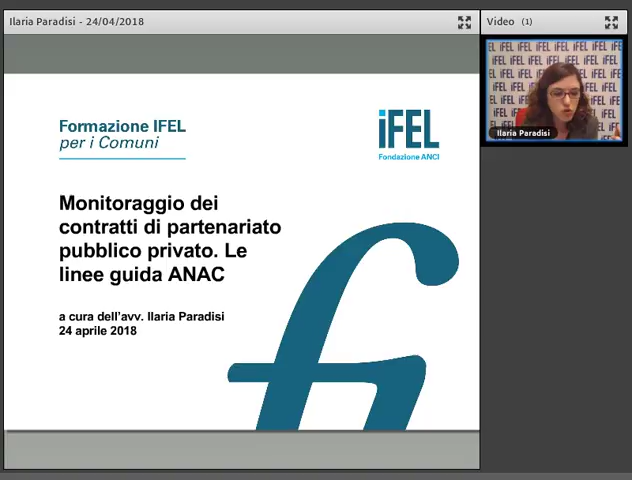 Ilaria Paradisi - 24/04/2018
Video (1)
Formazione IFEL
per i Comuni
iFEL
Fondazione ANCI
Monitoraggio dei
contratti di partenariato
pubblico privato. Le
linee guida ANAC
a cura dell'avv. Ilaria Paradisi
24 aprile 2018
Ilaria Paradisi